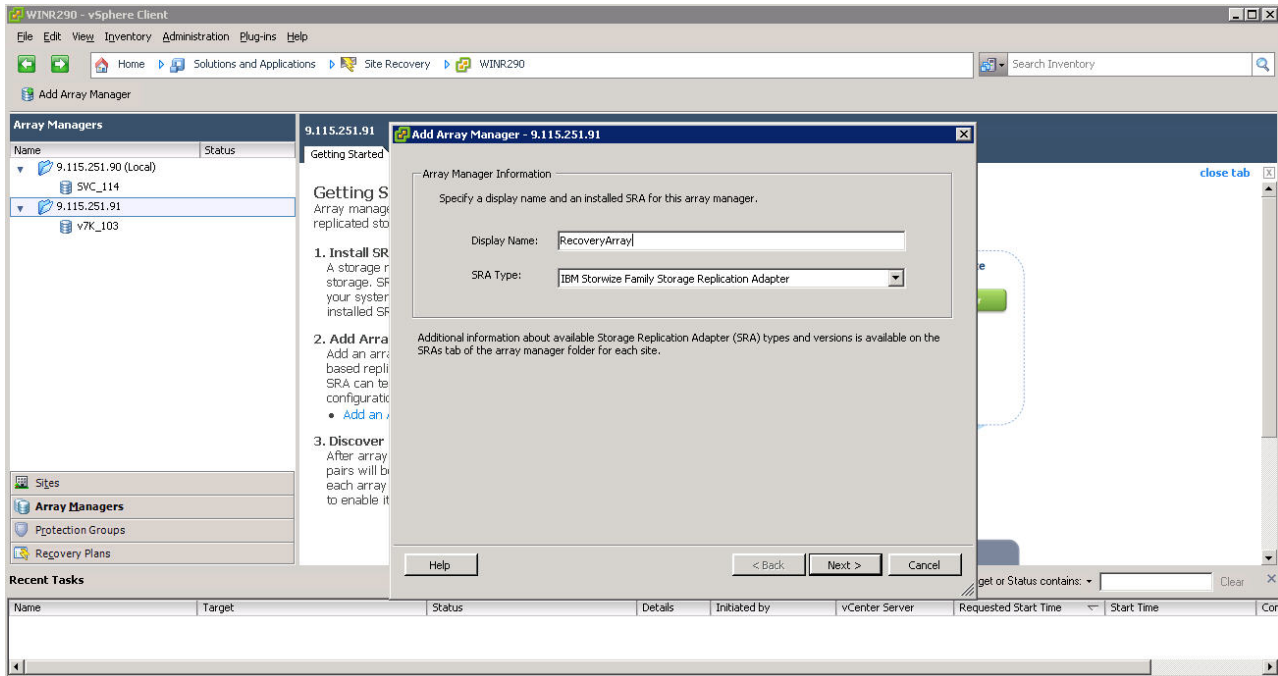 WINR290 - vSphere Client
File Edit View Inventory Administration Plug-ins Help
Home Solutions and Applications Site Recovery WINR290
Search Inventory
Add Array Manager
Array Managers
Name Status
9.115.251.90 (Local)
SVC_114
9.115.251.91
v7K_103
Sites
Array Managers
Protection Groups
Recovery Plans
9.115.251.91
Getting Started
close tab
Getting S
Array manage
replicated sto
1. Install SR
A storage r
storage. SR
your syster
installed SR
2. Add Arra
Add an arra
based repli
SRA can te
configuratio
Add an
3. Discover
After array
pairs will b
each array
to enable it
Add Array Manager - 9.115.251.91
Array Manager Information
Specify a display name and an installed SRA for this array manager.
Display Name: RecoveryArray
SRA Type: IBM Storwize Family Storage Replication Adapter
Additional information about available Storage Replication Adapter (SRA) types and versions is available on the
SRAs tab of the array manager folder for each site.
Help < Back Next > Cancel
Recent Tasks
get or Status contains: Clear
Name Target Status Details Initiated by vCenter Server Requested Start Time Start Time Con